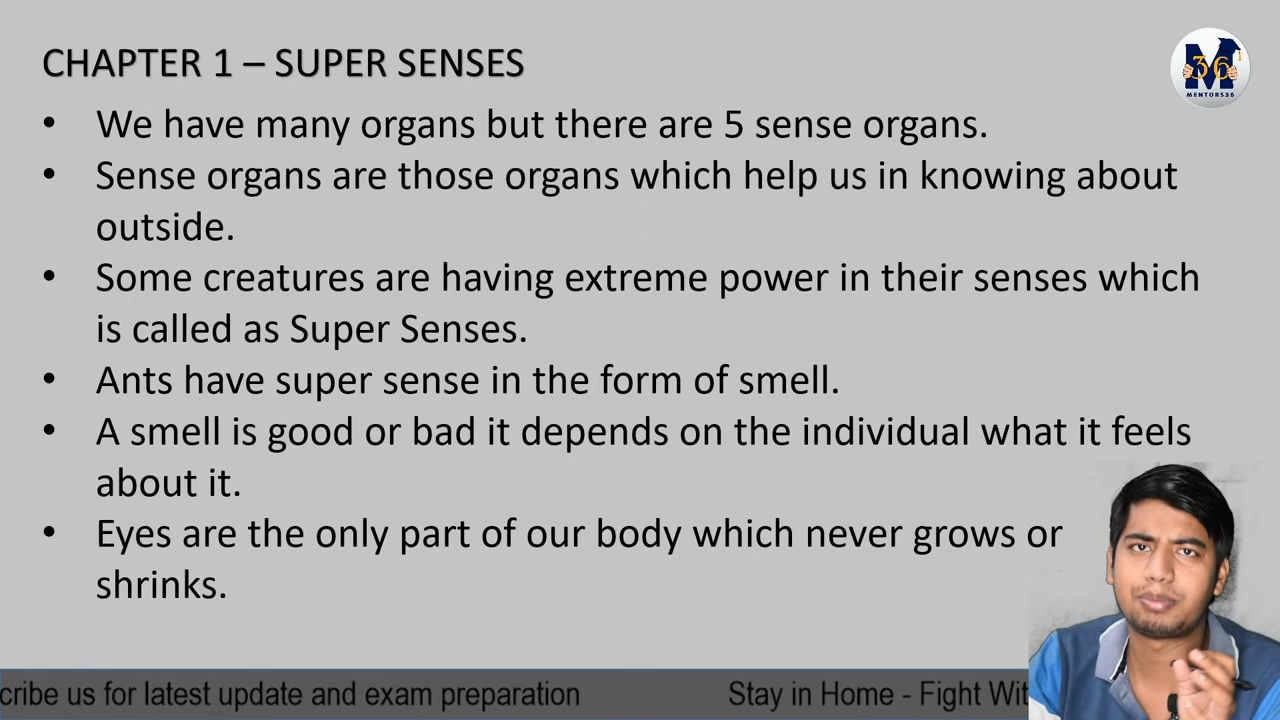 CHAPTER 1 – SUPER SENSES
• We have many organs but there are 5 sense organs.
• Sense organs are those organs which help us in knowing about
outside.
• Some creatures are having extreme power in their senses which
is called as Super Senses.
• Ants have super sense in the form of smell.
• A smell is good or bad it depends on the individual what it feels
about it.
• Eyes are the only part of our body which never grows or
shrinks.
M
36
MENTORS36
cribe us for latest update and exam preparation Stay in Home - Fight Wit